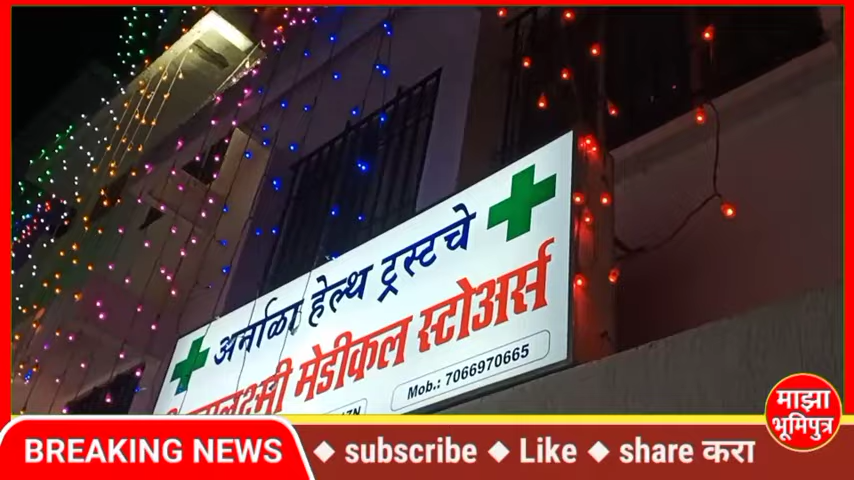 अर्नाळा हेल्थ ट्रस्टचे
मेडीकल स्टोअर्स
Mob.: 7066970665
माझा
भूमिपुत्र
BREAKING NEWS
subscribe Like share करा